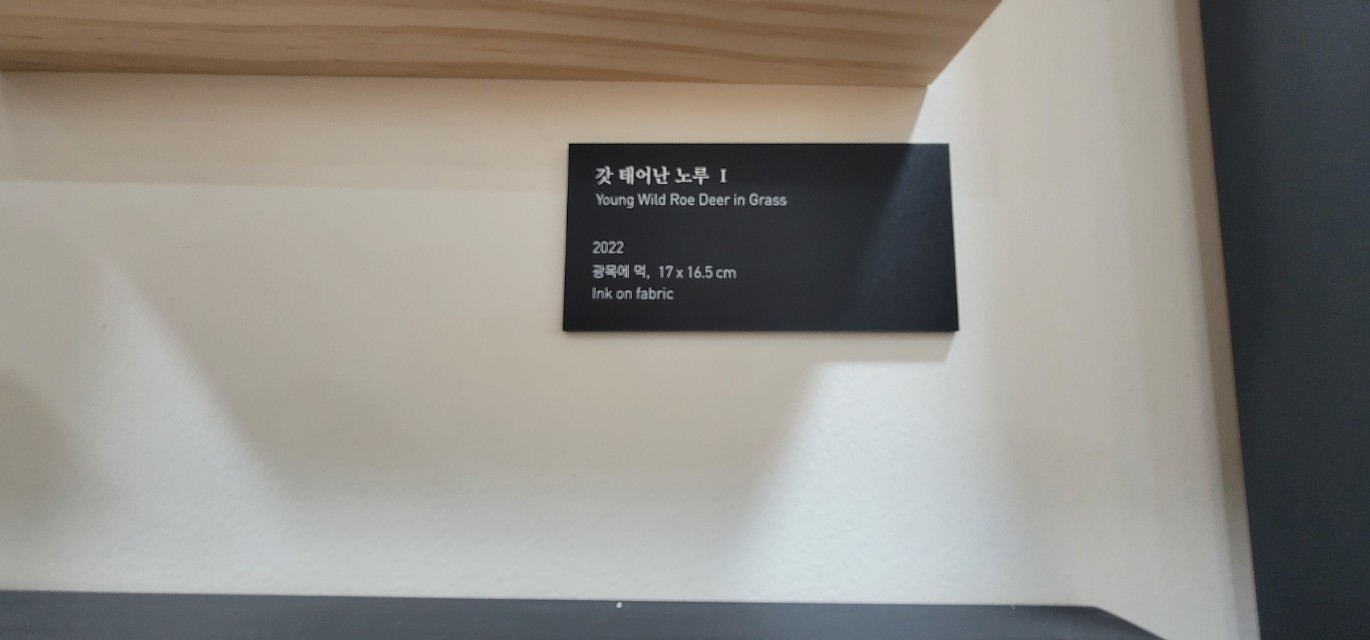 갓 태어난 노루 I
Young Wild Roe Deer in Grass
2022
광목에 먹, 17 x 16.5 cm
Ink on fabric